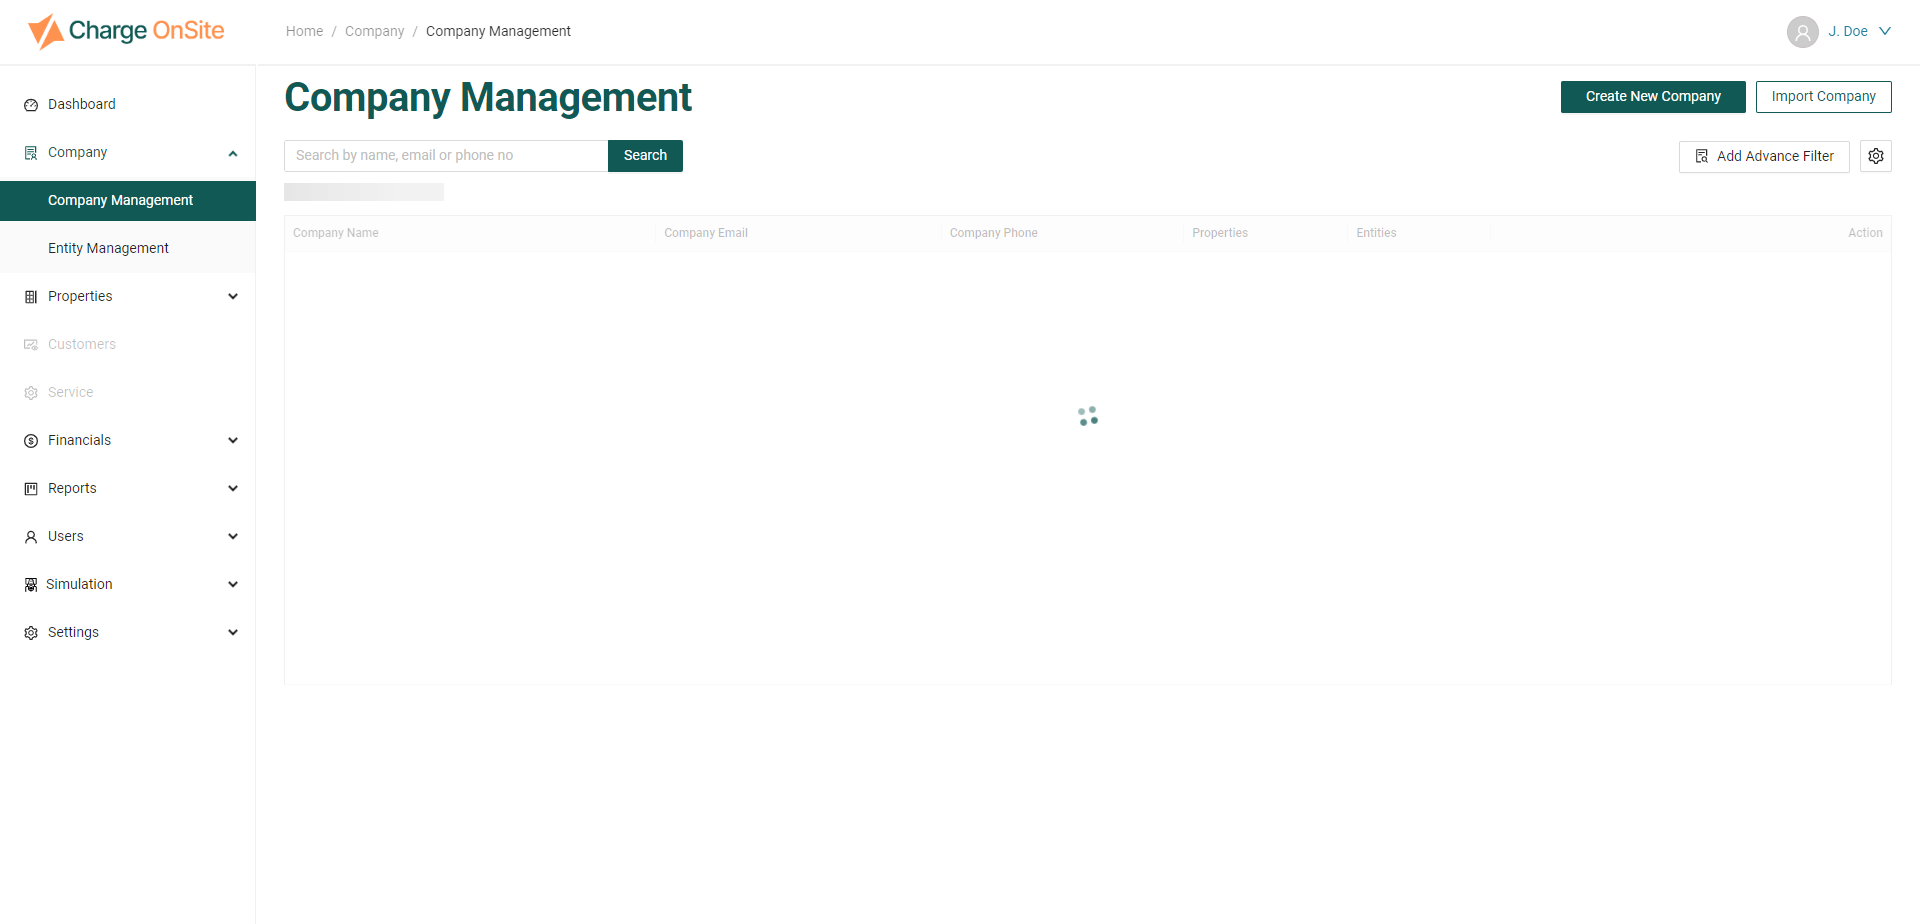 Charge OnSite
Home / Company / Company Management
J. Doe
Dashboard
Company
Company Management
Entity Management
Properties
Customers
Service
Financials
Reports
Users
Simulation
Settings
Company Management
Create New Company
Import Company
Search by name, email or phone no
Search
Add Advance Filter
Company Name
Company Email
Company Phone
Properties
Entities
Action